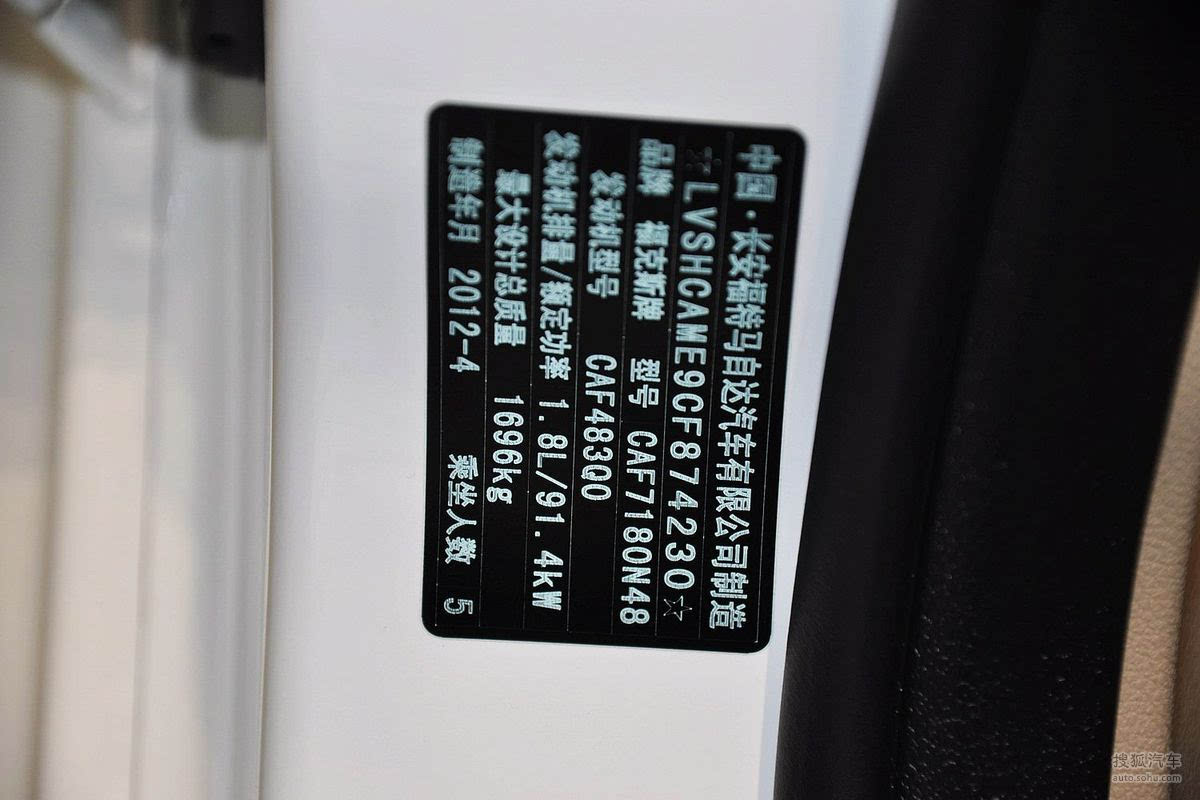 中国·长安福特马自达汽车有限公司制造
☆LVSHCAME9CF874230☆
品牌 福克斯牌 型号 CAF7180N48
发动机型号 CAF483Q0
发动机排量/额定功率 1.8L/91.4kW
最大设计总质量 1696kg
制造年月 2012-4 乘坐人数 5
搜狐汽车
auto.sohu.com